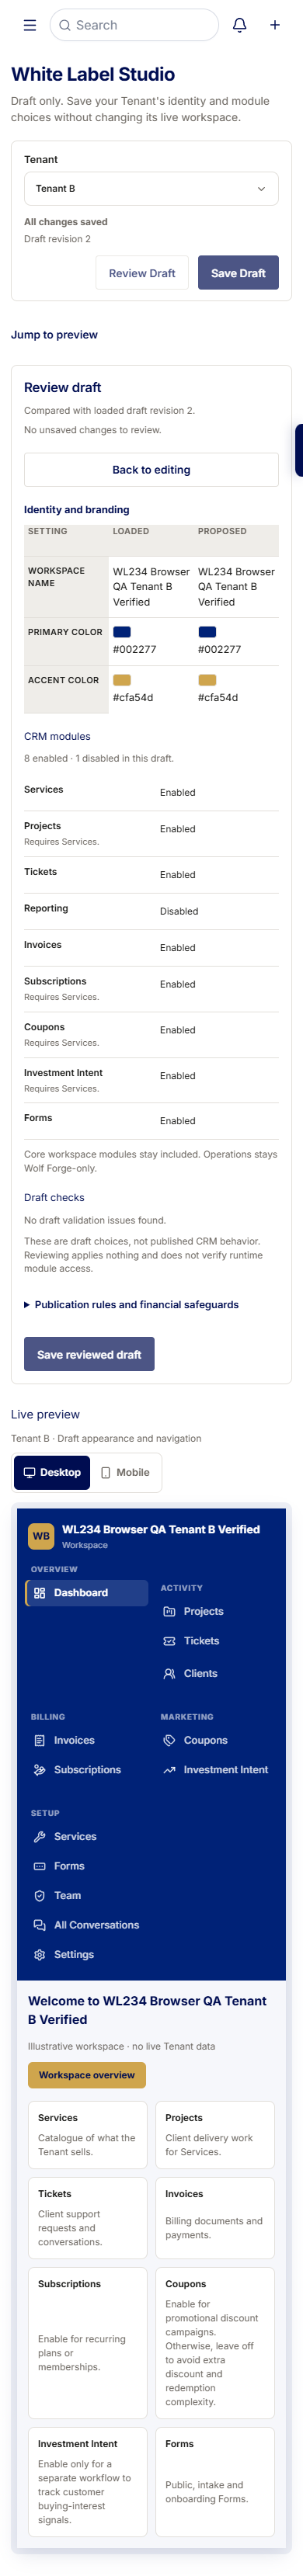 Search
White Label Studio
Draft only. Save your Tenant's identity and module
choices without changing its live workspace.
Tenant
Tenant B
All changes saved
Draft revision 2
Review Draft
Save Draft
Jump to preview
Review draft
Compared with loaded draft revision 2.
No unsaved changes to review.
Back to editing
Identity and branding
SETTING LOADED PROPOSED
WORKSPACE NAME
WL234 Browser QA Tenant B Verified
WL234 Browser QA Tenant B Verified
PRIMARY COLOR
#002277
#002277
ACCENT COLOR
#cfa54d
#cfa54d
CRM modules
8 enabled · 1 disabled in this draft.
Services Enabled
Projects Enabled
Requires Services.
Tickets Enabled
Reporting Disabled
Invoices Enabled
Subscriptions Enabled
Requires Services.
Coupons Enabled
Requires Services.
Investment Intent Enabled
Requires Services.
Forms Enabled
Core workspace modules stay included. Operations stays
Wolf Forge-only.
Draft checks
No draft validation issues found.
These are draft choices, not published CRM behavior.
Reviewing applies nothing and does not verify runtime
module access.
Publication rules and financial safeguards
Save reviewed draft
Live preview
Tenant B · Draft appearance and navigation
Desktop
Mobile
WB
WL234 Browser QA Tenant B Verified
Workspace
OVERVIEW
Dashboard
ACTIVITY
Projects
Tickets
Clients
BILLING
Invoices
Subscriptions
MARKETING
Coupons
Investment Intent
SETUP
Services
Forms
Team
All Conversations
Settings
Welcome to WL234 Browser QA Tenant
B Verified
Illustrative workspace · no live Tenant data
Workspace overview
Services
Catalogue of what the
Tenant sells.
Projects
Client delivery work
for Services.
Tickets
Client support
requests and
conversations.
Invoices
Billing documents and
payments.
Subscriptions
Enable for recurring
plans or
memberships.
Coupons
Enable for
promotional discount
campaigns.
Otherwise, leave off
to avoid extra
discount and
redemption
complexity.
Investment Intent
Enable only for a
separate workflow to
track customer
buying-interest
signals.
Forms
Public, intake and
onboarding Forms.